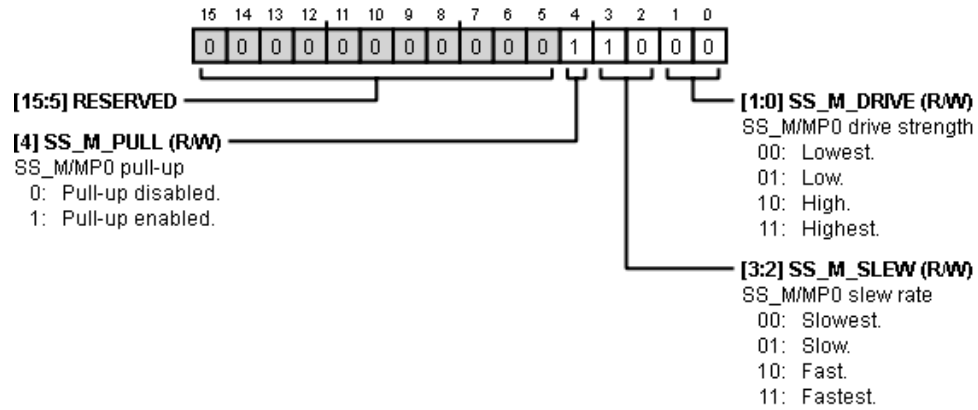 15 14 13 12 11 10 9 8 7 6 5 4 3 2 1 0
0 0 0 0 0 0 0 0 0 0 0 1 1 0 0 0
[15:5] RESERVED
[4] SS_M_PULL (R/W)
SS_M/MP0 pull-up
0: Pull-up disabled.
1: Pull-up enabled.
[1:0] SS_M_DRIVE (R/W)
SS_M/MP0 drive strength
00: Lowest.
01: Low.
10: High.
11: Highest.
[3:2] SS_M_SLEW (R/W)
SS_M/MP0 slew rate
00: Slowest.
01: Slow.
10: Fast.
11: Fastest.